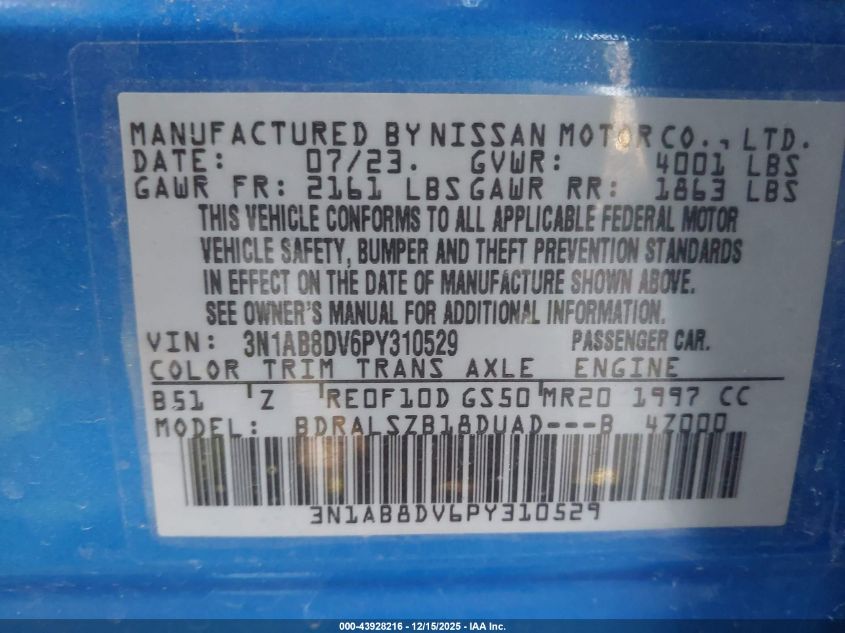 MANUFACTURED BY NISSAN MOTOR CO., LTD.
DATE: 07/23. GVWR: 4001 LBS
GAWR FR: 2161 LBS GAWR RR: 1863 LBS
THIS VEHICLE CONFORMS TO ALL APPLICABLE FEDERAL MOTOR
VEHICLE SAFETY, BUMPER AND THEFT PREVENTION STANDARDS
IN EFFECT ON THE DATE OF MANUFACTURE SHOWN ABOVE.
SEE OWNER'S MANUAL FOR ADDITIONAL INFORMATION.
VIN: 3N1AB8DV6PY310529 PASSENGER CAR.
COLOR TRIM TRANS AXLE ENGINE
B51 Z RE0F10D GS50 MR20 1997 CC
MODEL: BDRALSZB18DUAD---B 4Z000
3N1AB8DV6PY310529
000-43928216 - 12/15/2025 - IAA Inc.